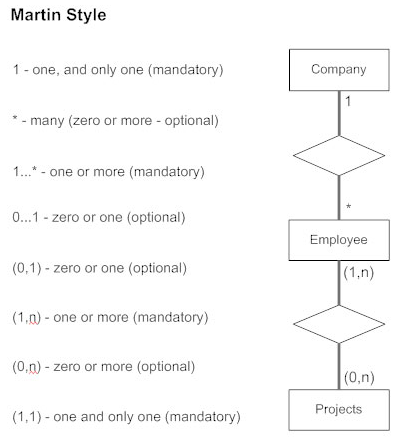 Martin Style
1 - one, and only one (mandatory)
* - many (zero or more - optional)
1...* - one or more (mandatory)
0...1 - zero or one (optional)
(0,1) - zero or one (optional)
(1,n) - one or more (mandatory)
(0,n) - zero or more (optional)
(1,1) - one and only one (mandatory)
Company
1
*
Employee
(1,n)
(0,n)
Projects